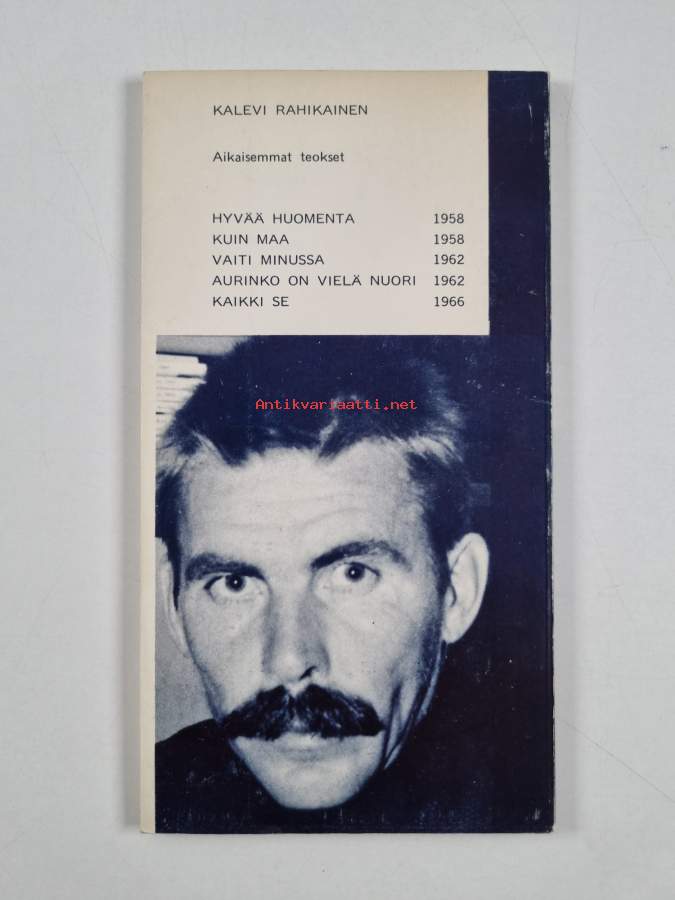 KALEVI RAHIKAINEN
Aikaisemmat teokset
HYVÄÄ HUOMENTA 1958
KUIN MAA 1958
VAITI MINUSSA 1962
AURINKO ON VIELÄ NUORI 1962
KAIKKI SE 1966
Antikvariaatti.net